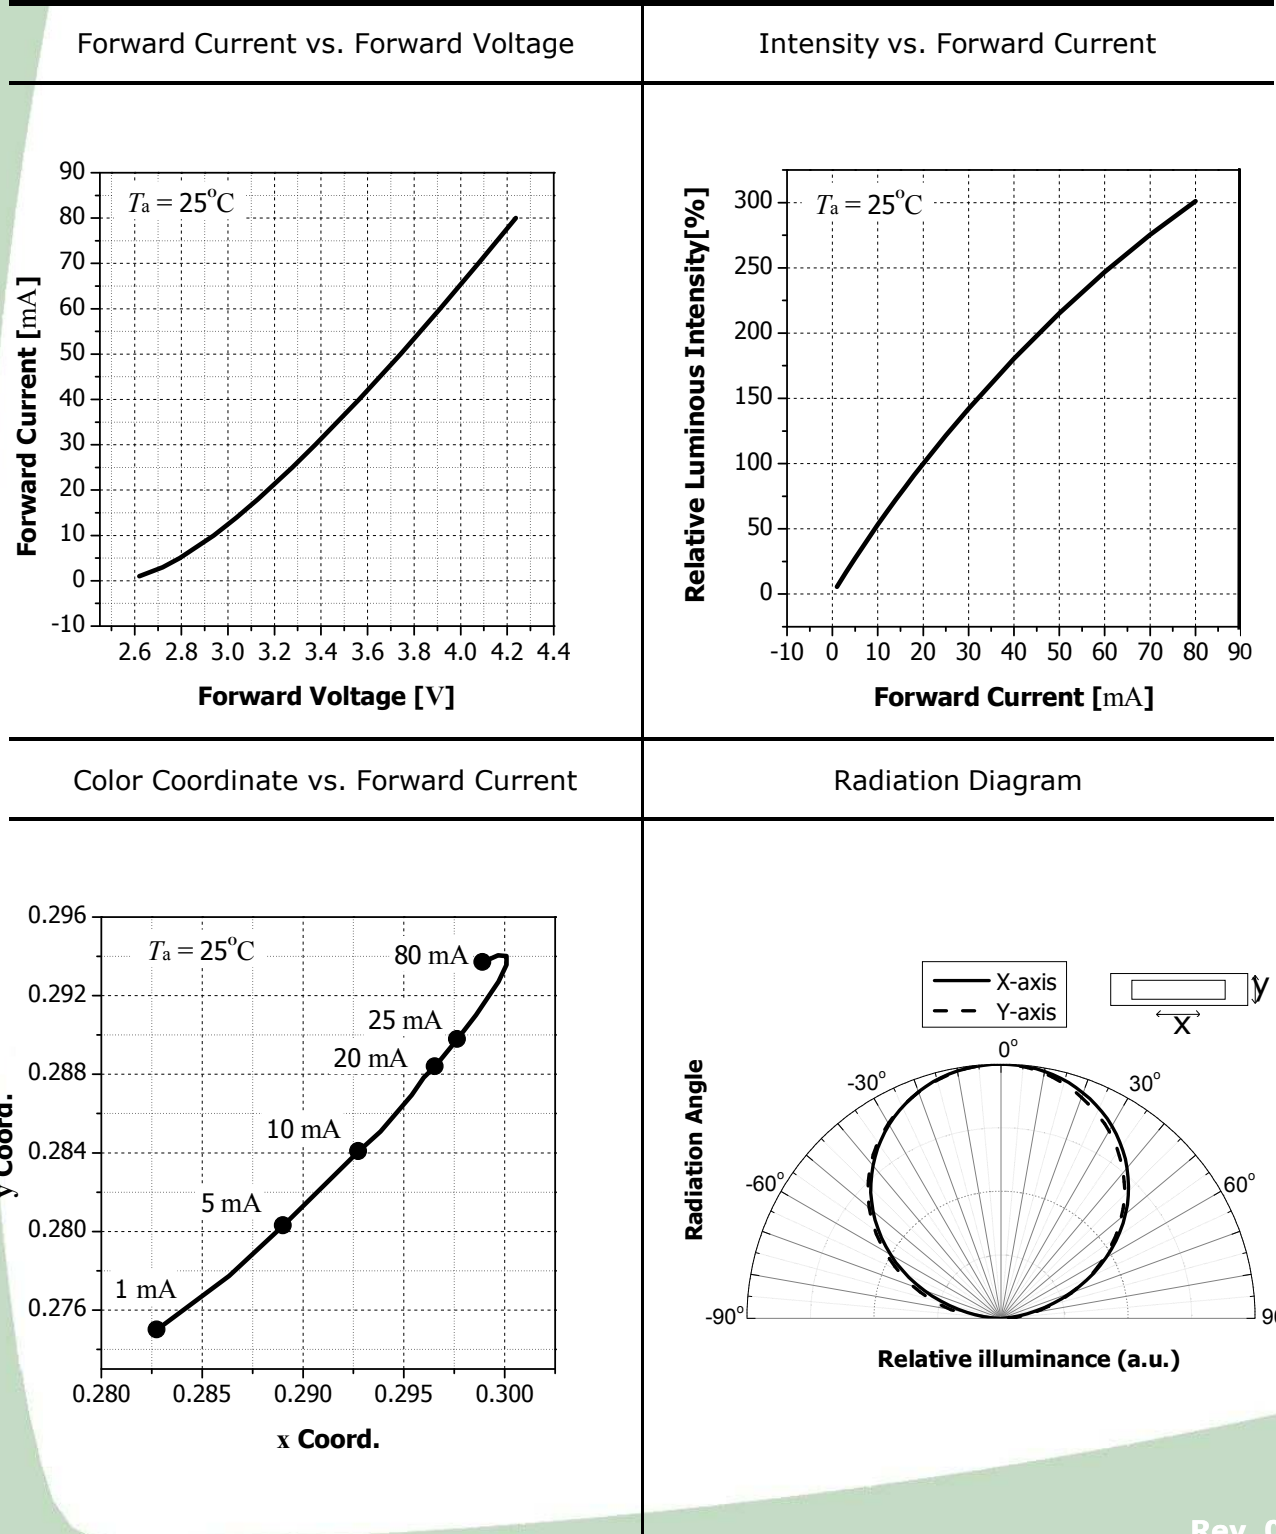 Forward Current vs. Forward Voltage
Intensity vs. Forward Current
Ta = 25°C
90
80
70
60
50
40
30
20
10
0
-10
2.6 2.8 3.0 3.2 3.4 3.6 3.8 4.0 4.2 4.4
Forward Current [mA]
Forward Voltage [V]
Ta = 25°C
300
250
200
150
100
50
0
-10 0 10 20 30 40 50 60 70 80 90
Relative Luminous Intensity[%]
Forward Current [mA]
Color Coordinate vs. Forward Current
Radiation Diagram
Ta = 25°C
0.296
0.292
0.288
0.284
0.280
0.276
80 mA
25 mA
20 mA
10 mA
5 mA
1 mA
0.280 0.285 0.290 0.295 0.300
y Coord.
x Coord.
X-axis
Y-axis
y
x
0°
-30°
30°
-60°
60°
-90°
Radiation Angle
Relative illuminance (a.u.)
Rev.